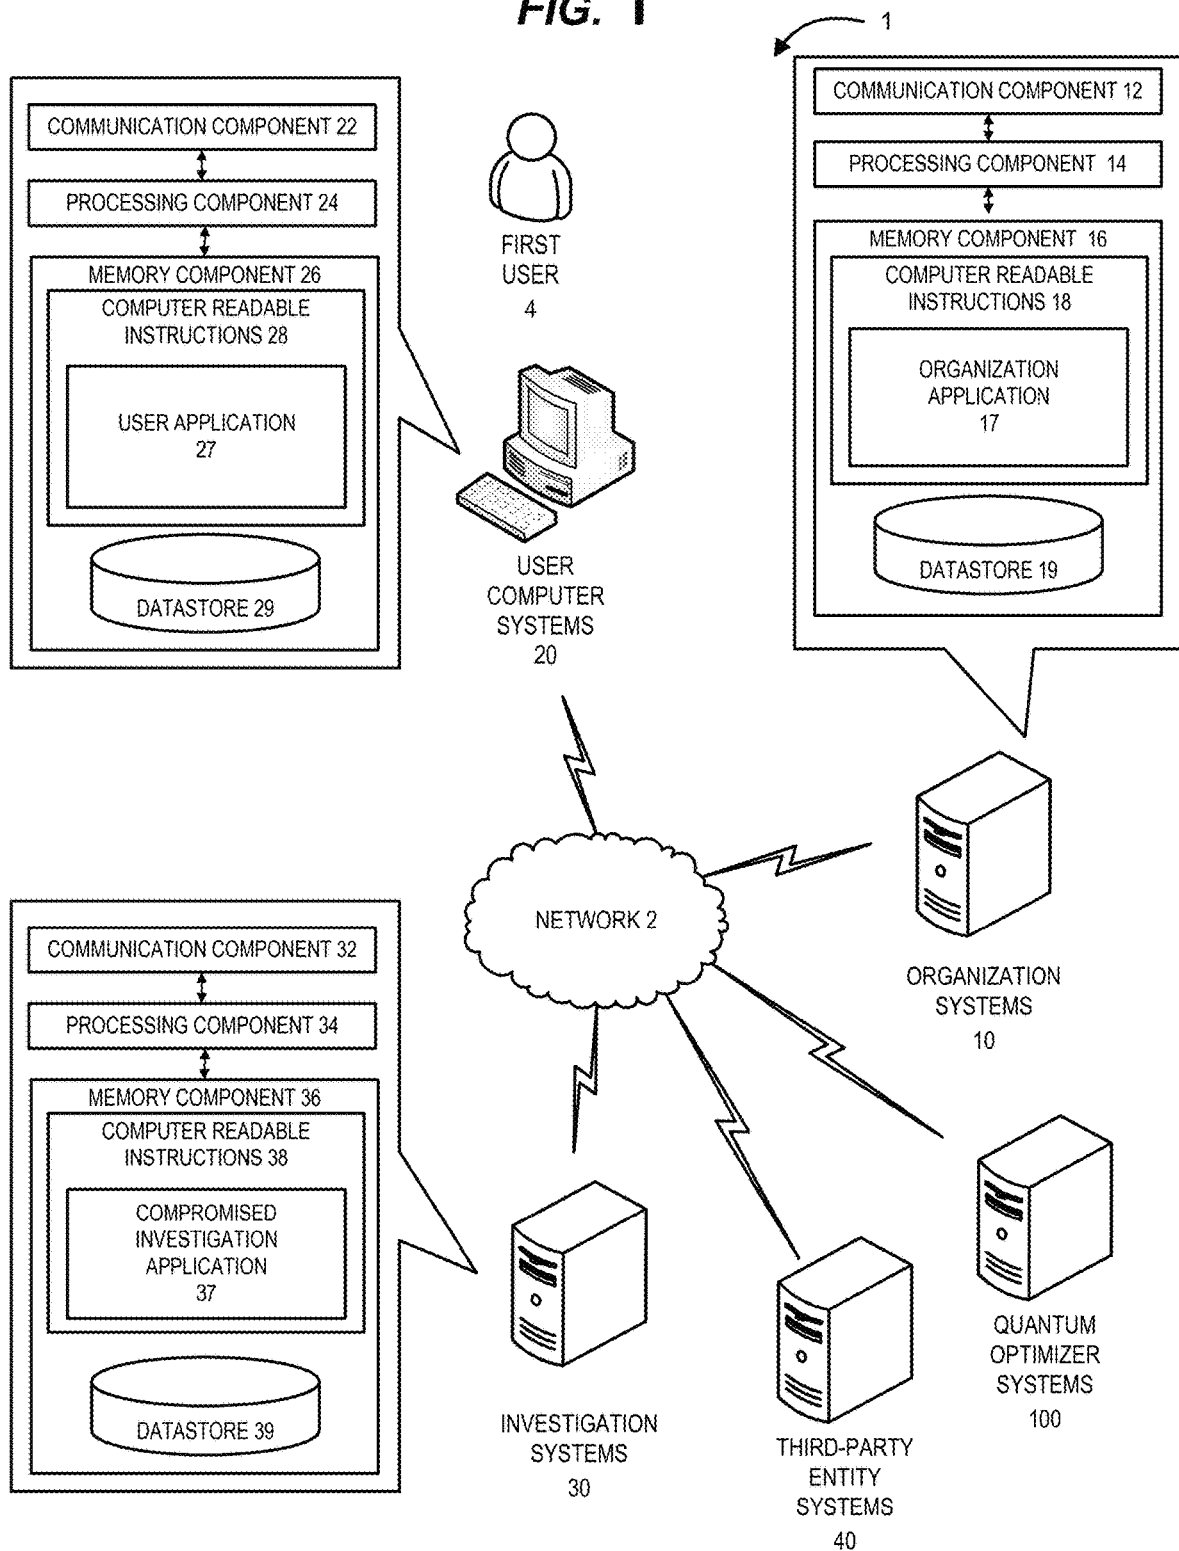 FIG. 1
1
COMMUNICATION COMPONENT 22
PROCESSING COMPONENT 24
MEMORY COMPONENT 26
COMPUTER READABLE
INSTRUCTIONS 28
USER APPLICATION
27
DATASTORE 29
FIRST
USER
4
USER
COMPUTER
SYSTEMS
20
COMMUNICATION COMPONENT 12
PROCESSING COMPONENT 14
MEMORY COMPONENT 16
COMPUTER READABLE
INSTRUCTIONS 18
ORGANIZATION
APPLICATION
17
DATASTORE 19
NETWORK 2
ORGANIZATION
SYSTEMS
10
COMMUNICATION COMPONENT 32
PROCESSING COMPONENT 34
MEMORY COMPONENT 36
COMPUTER READABLE
INSTRUCTIONS 38
COMPROMISED
INVESTIGATION
APPLICATION
37
DATASTORE 39
INVESTIGATION
SYSTEMS
30
THIRD-PARTY
ENTITY
SYSTEMS
40
QUANTUM
OPTIMIZER
SYSTEMS
100